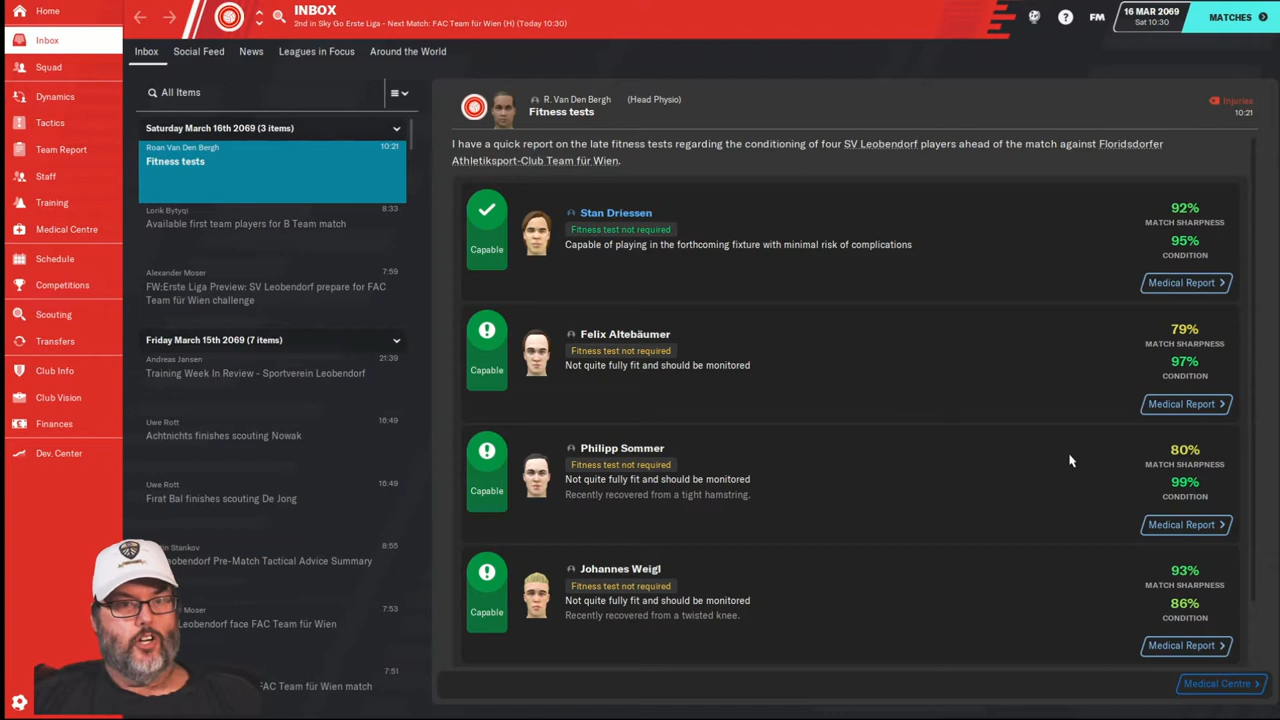 Home
INBOX
2nd in Sky Go Erste Liga - Next Match: FAC Team für Wien (H) (Today 10:30)
FM
16 MAR 2069
Sat 10:30
MATCHES
Inbox
Squad
Dynamics
Tactics
Team Report
Staff
Training
Medical Centre
Schedule
Competitions
Scouting
Transfers
Club Info
Club Vision
Finances
Dev. Center
Inbox
Social Feed
News
Leagues in Focus
Around the World
All Items
Saturday March 16th 2069 (3 items)
Roan Van Den Bergh
10:21
Fitness tests
Lorik Bytyqi
8:33
Available first team players for B Team match
Alexander Moser
7:59
FW:Erste Liga Preview: SV Leobendorf prepare for FAC
Team für Wien challenge
Friday March 15th 2069 (7 items)
Andreas Jansen
21:39
Training Week In Review - Sportverein Leobendorf
Uwe Rott
16:49
Achtnichts finishes scouting Nowak
Uwe Rott
16:49
Firat Bal finishes scouting De Jong
Stankov
8:55
Pre-Match Tactical Advice Summary
Moser
7:53
Leobendorf face FAC Team für Wien
7:51
FAC Team für Wien match
R. Van Den Bergh
(Head Physio)
Fitness tests
Injuries
10:21
I have a quick report on the late fitness tests regarding the conditioning of four SV Leobendorf players ahead of the match against Floridsdorfer
Athletiksport-Club Team für Wien.
Capable
Stan Driessen
Fitness test not required
Capable of playing in the forthcoming fixture with minimal risk of complications
92%
MATCH SHARPNESS
95%
CONDITION
Medical Report
Capable
Felix Altebäumer
Fitness test not required
Not quite fully fit and should be monitored
79%
MATCH SHARPNESS
97%
CONDITION
Medical Report
Capable
Philipp Sommer
Fitness test not required
Not quite fully fit and should be monitored
Recently recovered from a tight hamstring.
80%
MATCH SHARPNESS
99%
CONDITION
Medical Report
Capable
Johannes Weigl
Fitness test not required
Not quite fully fit and should be monitored
Recently recovered from a twisted knee.
93%
MATCH SHARPNESS
86%
CONDITION
Medical Report
Medical Centre